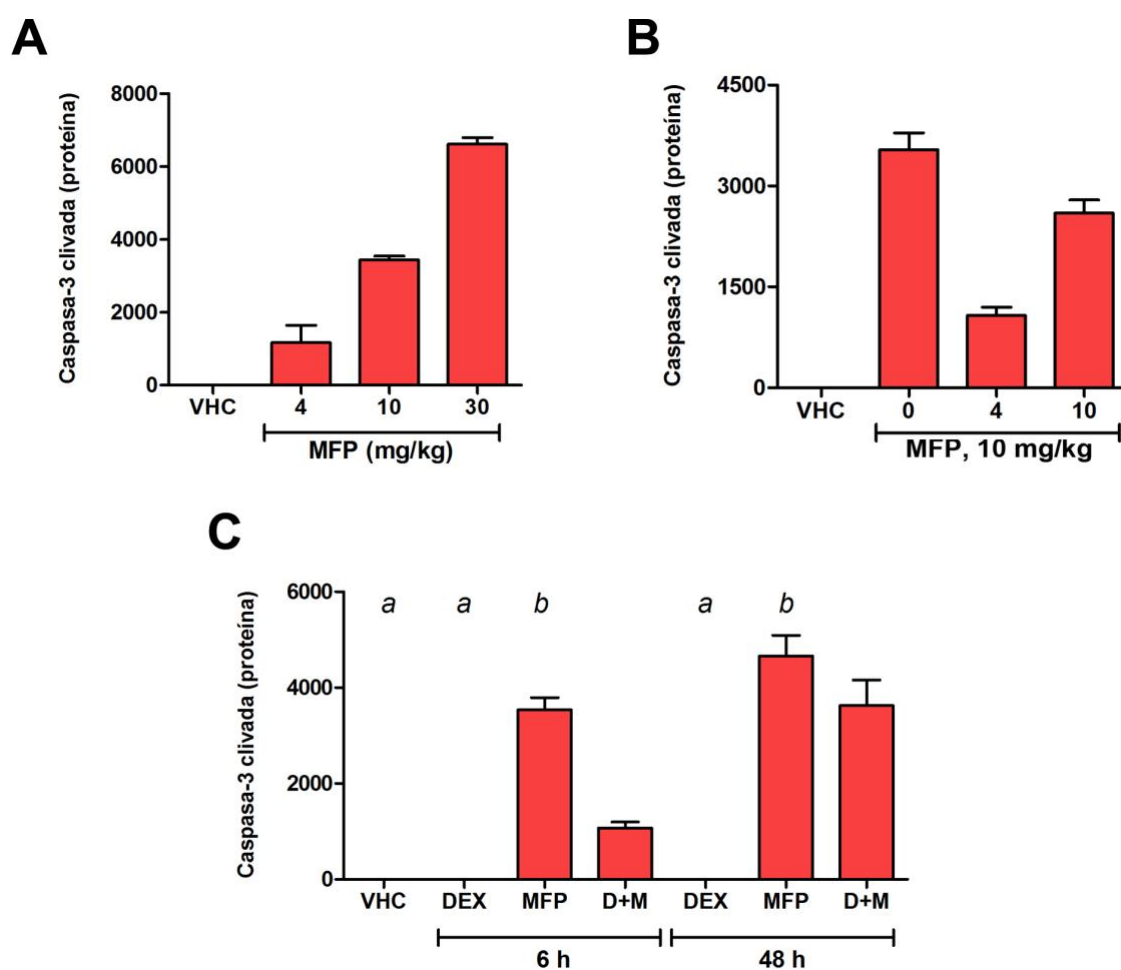 A
Caspasa-3 clivada (proteína)
8000
6000
4000
2000
0
VHC 4 10 30
MFP (mg/kg)
B
Caspasa-3 clivada (proteína)
4500
3000
1500
0
VHC 0 4 10
MFP, 10 mg/kg
C
Caspasa-3 clivada (proteína)
6000
4000
2000
0
a a b a b
VHC DEX MFP D+M DEX MFP D+M
6 h 48 h